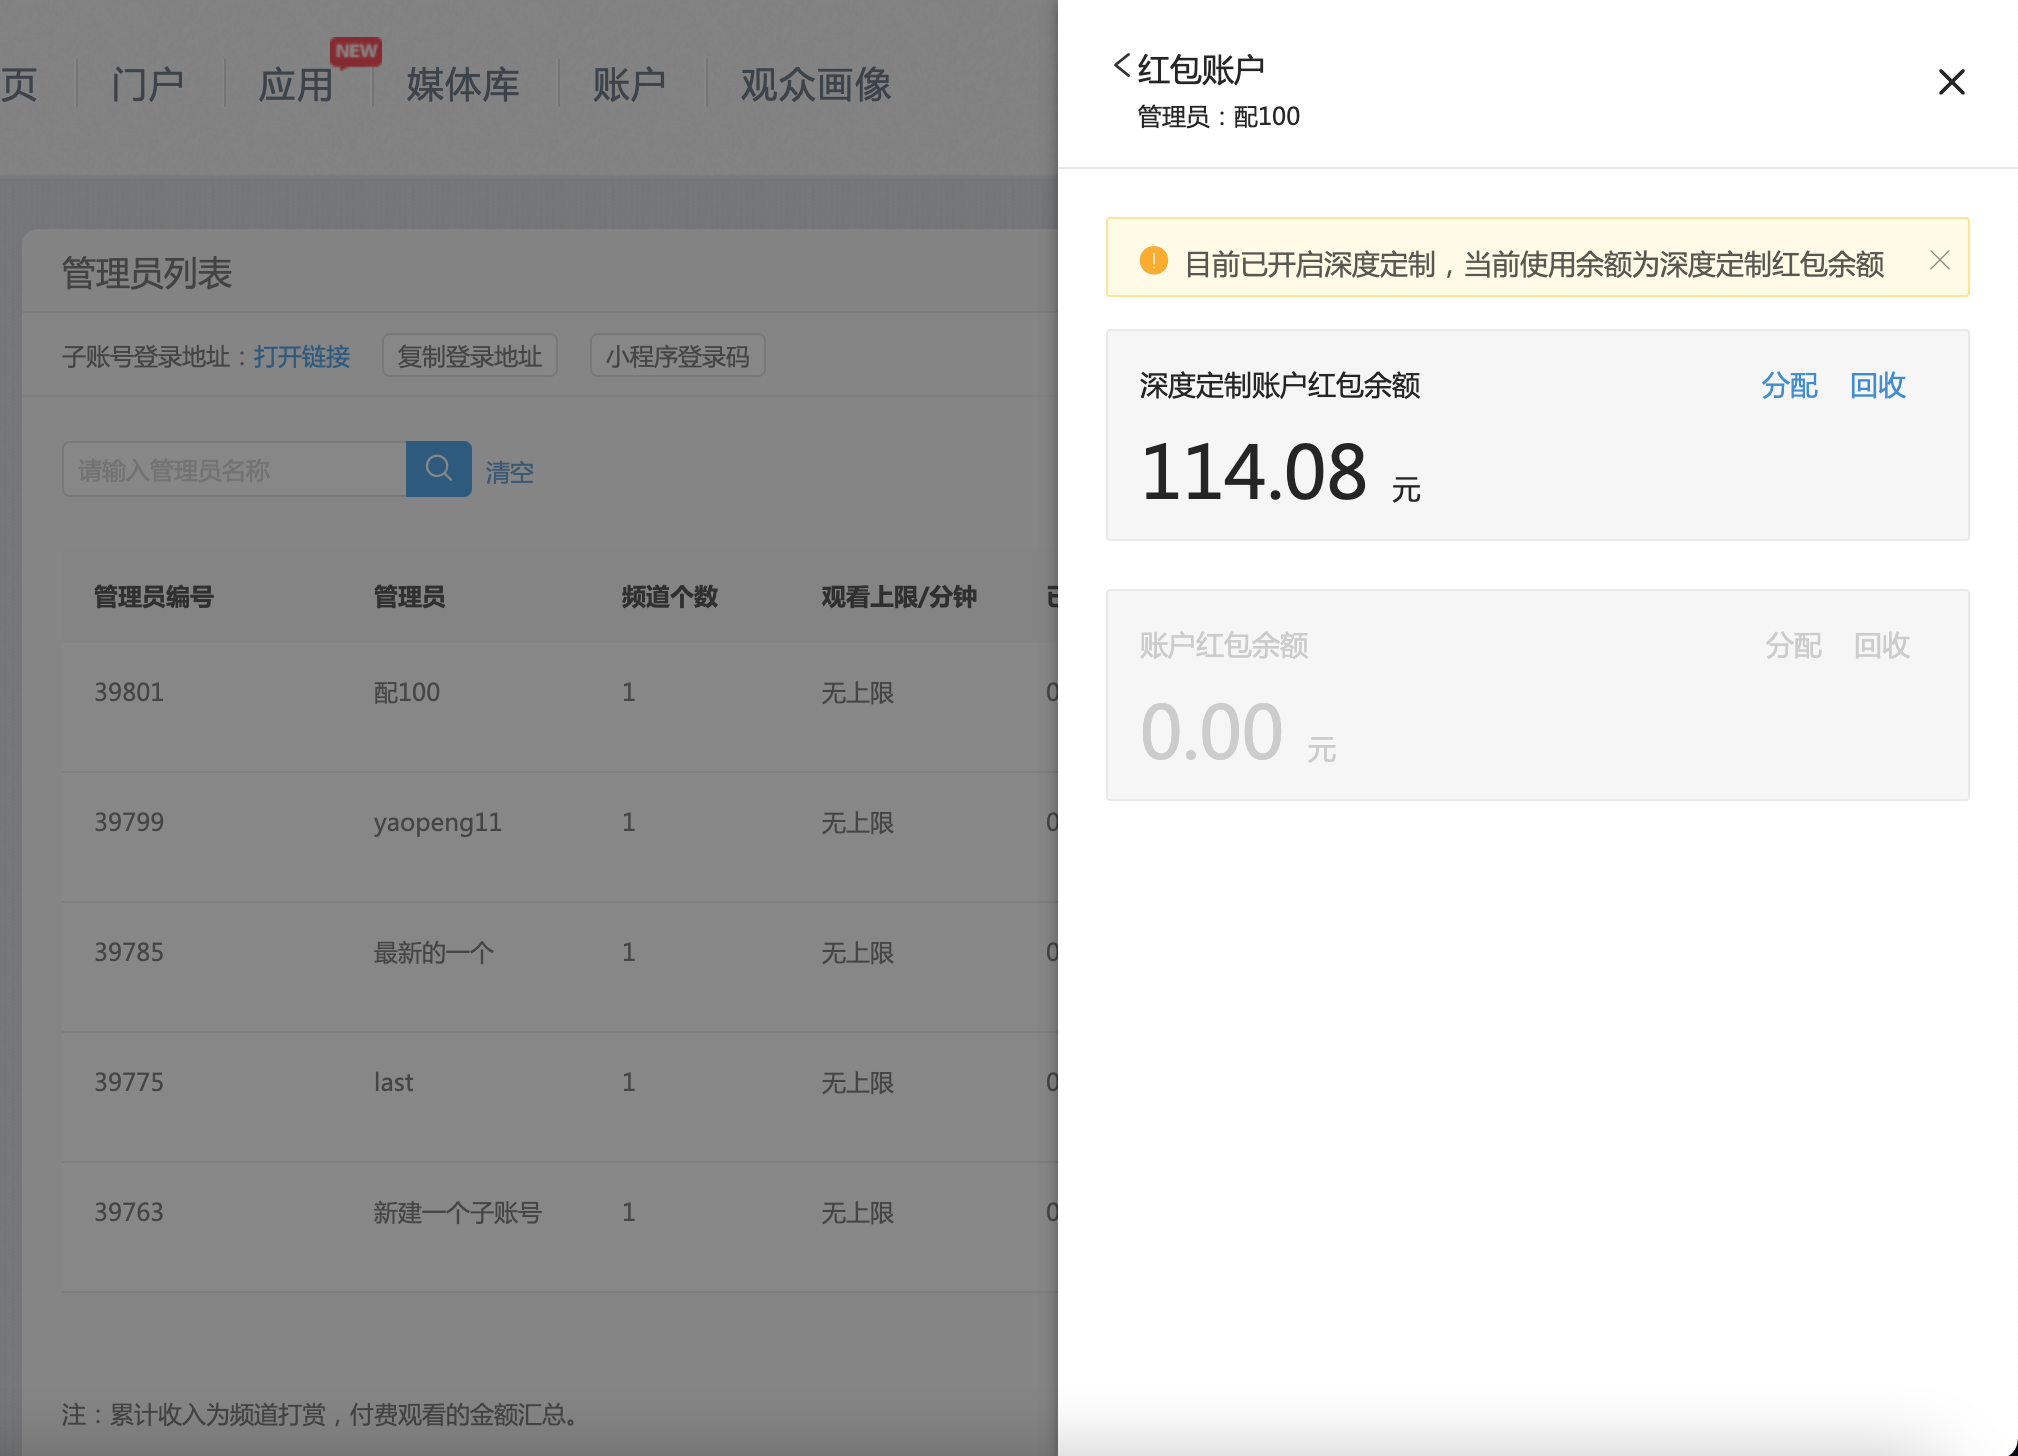 页 门户 应用 NEW 媒体库 账户 观众画像
管理员列表
子账号登录地址：打开链接 复制登录地址 小程序登录码
请输入管理员名称 清空
管理员编号 管理员 频道个数 观看上限/分钟
39801 配100 1 无上限 0
39799 yaopeng11 1 无上限 0
39785 最新的一个 1 无上限 0
39775 last 1 无上限 0
39763 新建一个子账号 1 无上限 0
注：累计收入为频道打赏，付费观看的金额汇总。
红包账户
管理员：配100
目前已开启深度定制，当前使用余额为深度定制红包余额
深度定制账户红包余额 分配 回收
114.08 元
账户红包余额 分配 回收
0.00 元